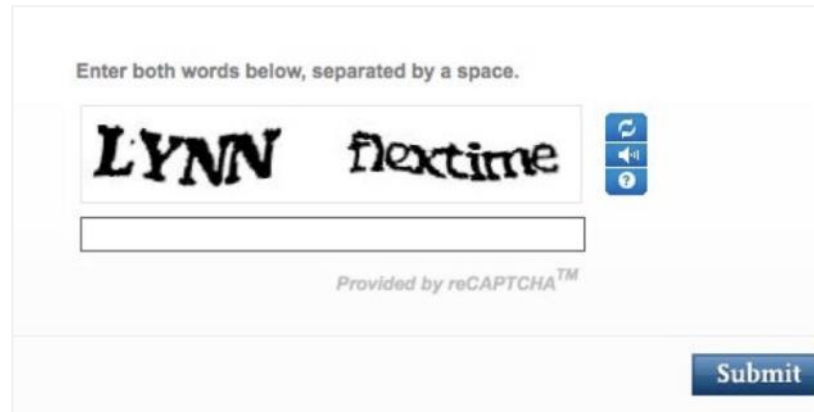 Enter both words below, separated by a space.
LYNN flextime
Provided by reCAPTCHA™
Submit